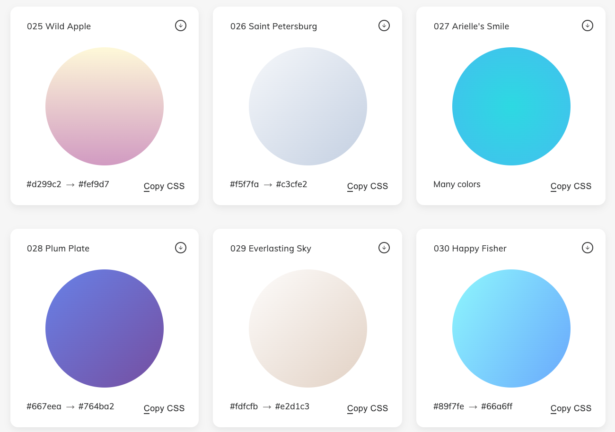 025 Wild Apple
026 Saint Petersburg
027 Arielle's Smile
#d299c2 → #fef9d7
Copy CSS
#f5f7fa → #c3cfe2
Copy CSS
Many colors
Copy CSS
028 Plum Plate
029 Everlasting Sky
030 Happy Fisher
#667eea → #764ba2
Copy CSS
#fdfcfb → #e2d1c3
Copy CSS
#89f7fe → #66a6ff
Copy CSS